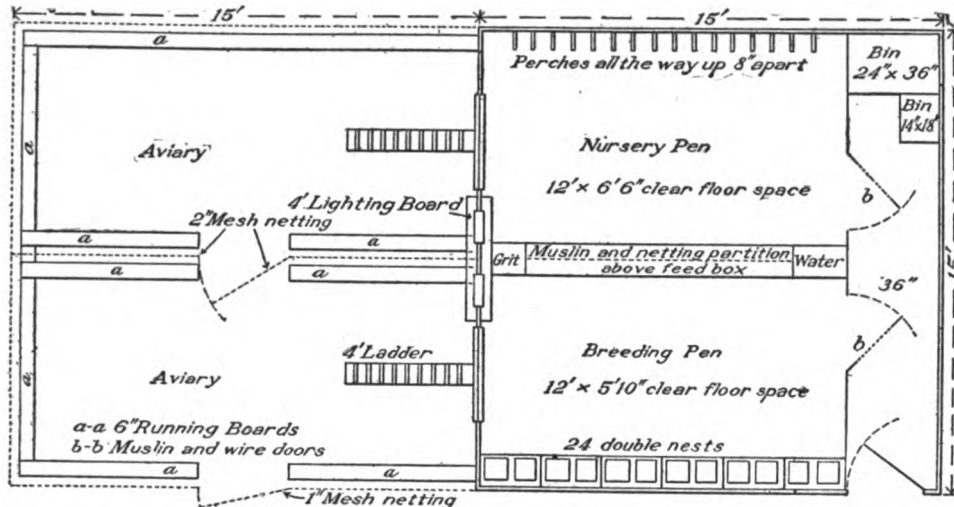 15'
15'
a
Perches all the way up 8" apart
Bin
24" x 36"
Bin
14"x18"
a
Aviary
Nursery Pen
12' x 6' 6" clear floor space
b
4' Lighting Board
2" Mesh netting
a
a
a
a
Grit
Muslin and netting partition
above feed box
Water
36"
4' Ladder
Breeding Pen
12' x 5' 10" clear floor space
b
a
Aviary
a-a 6" Running Boards
b-b Muslin and wire doors
24 double nests
a
a
1" Mesh netting